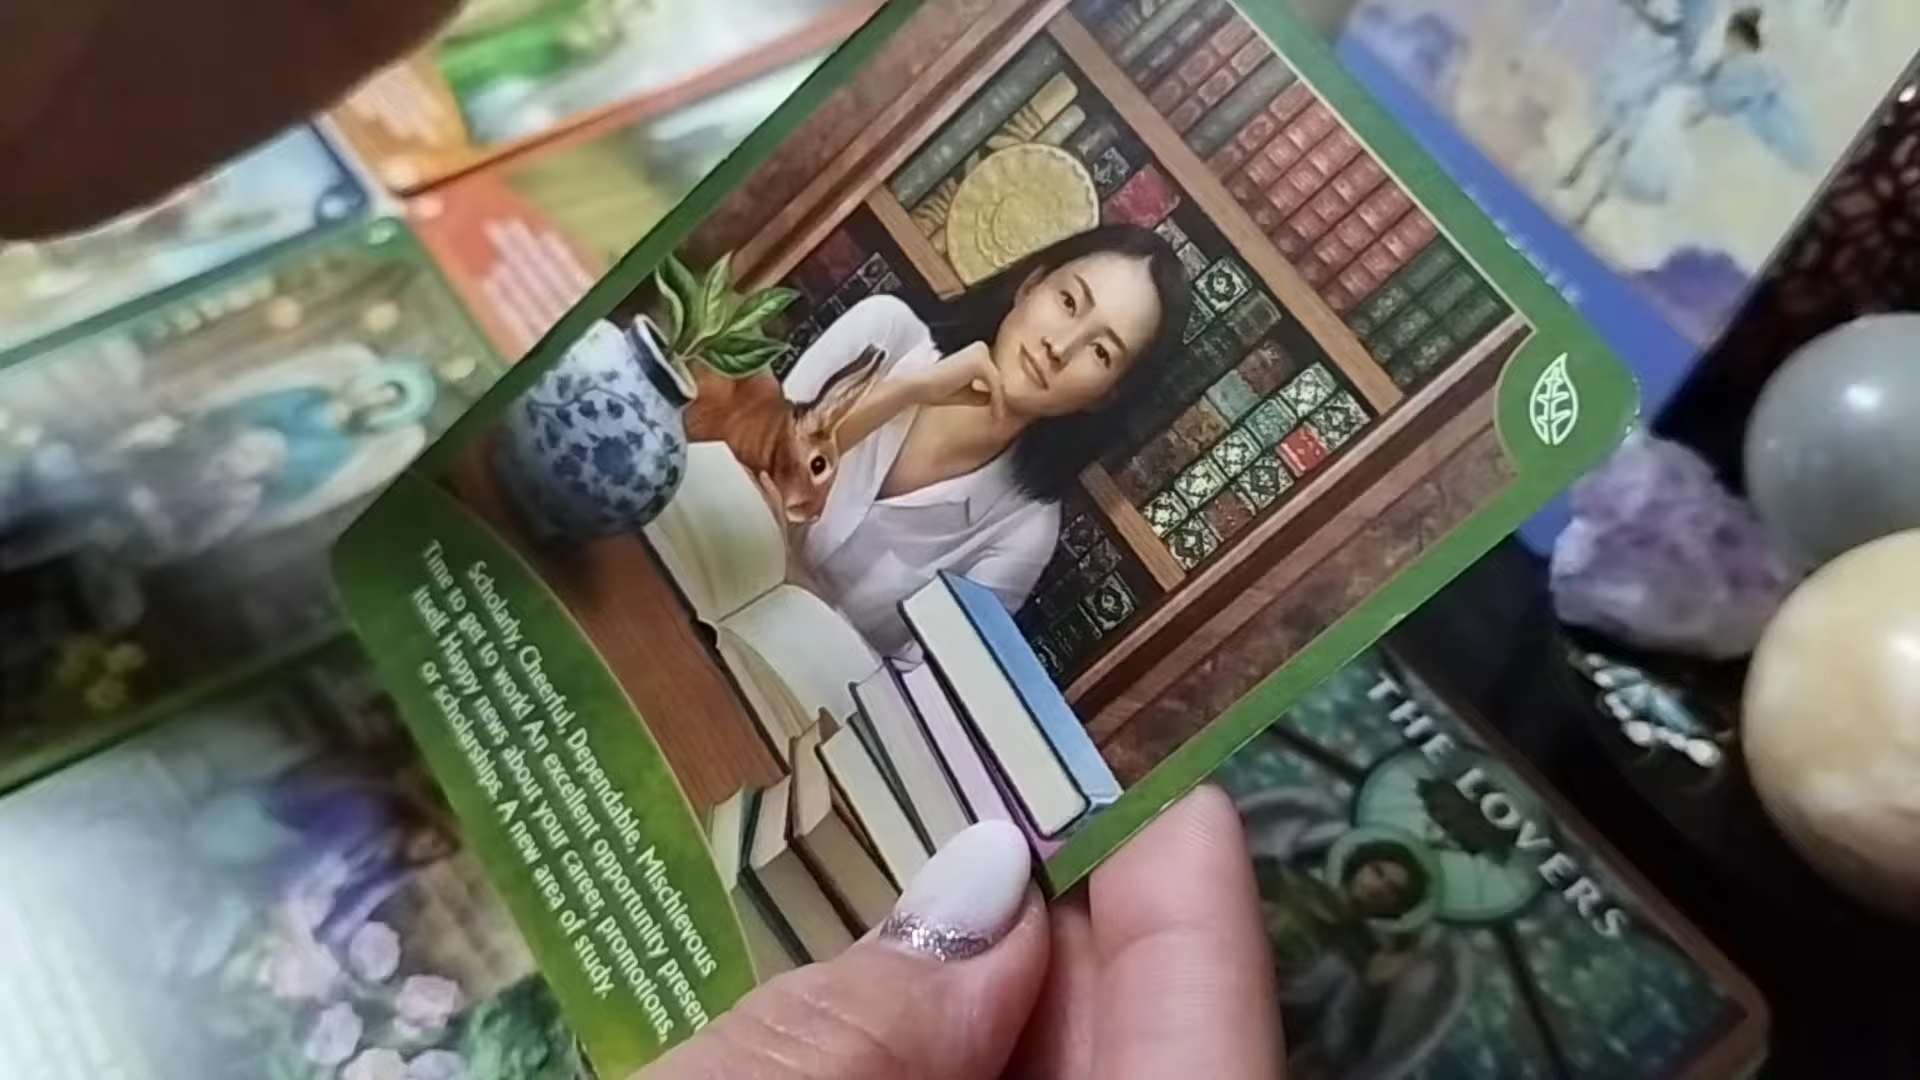 Scholarly, Cheerful, Dependable, Mischievous
Time to get to work! An excellent opportunity presen
itself. Happy news about your career, promotions,
or scholarships. A new area of study.
THE LOVERS